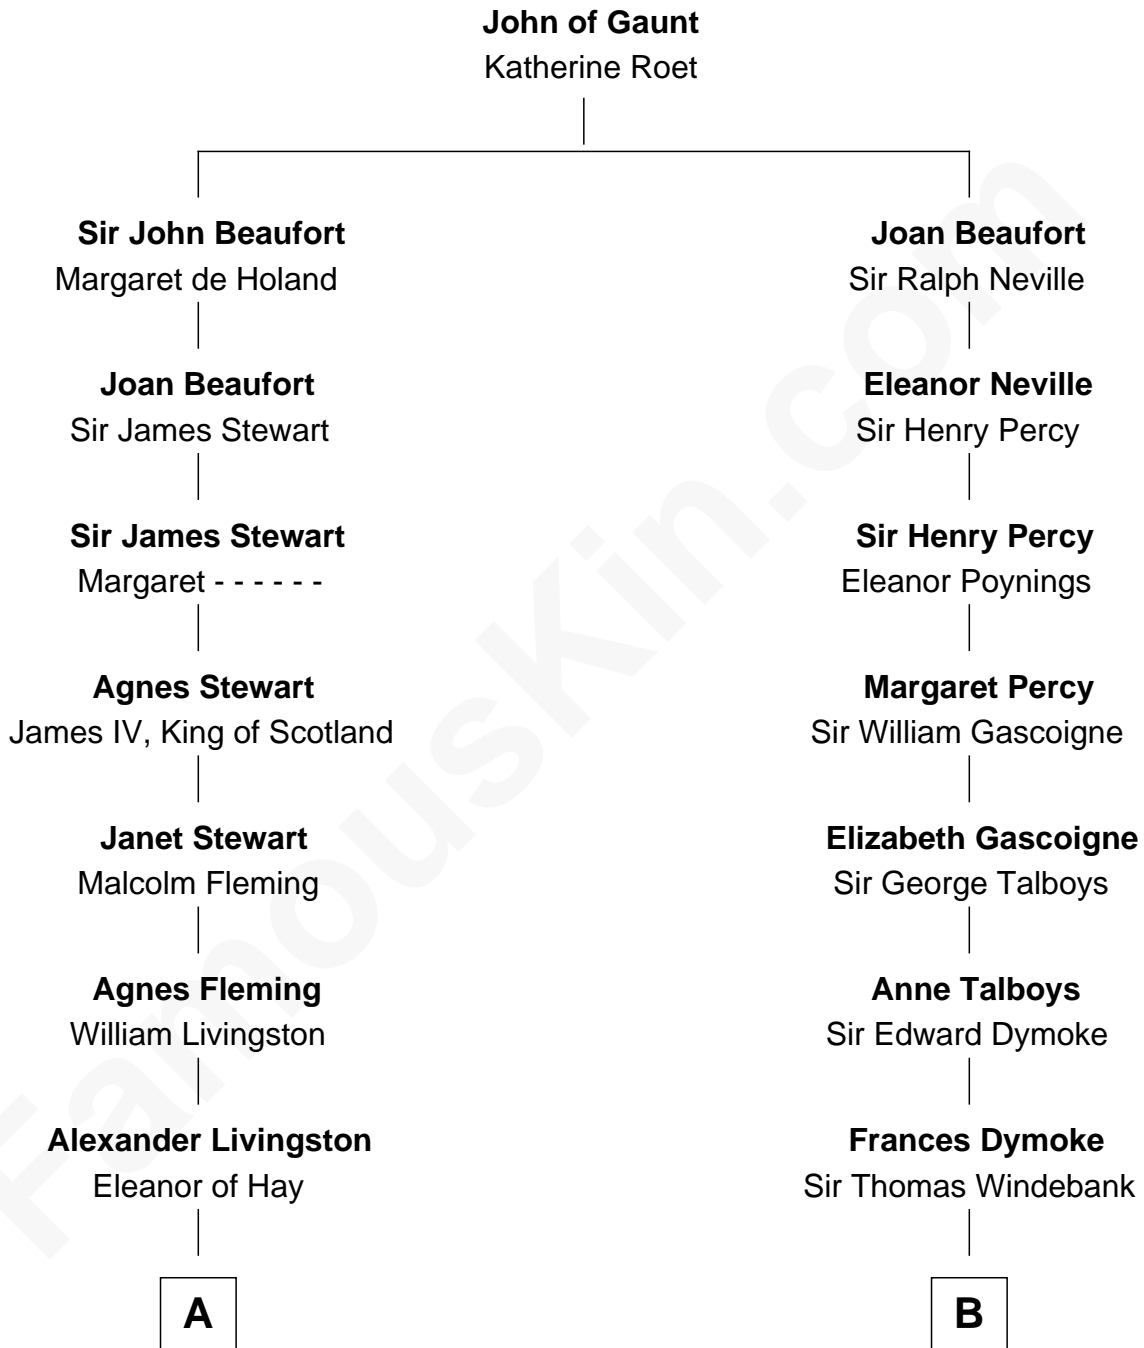 John of Gaunt
Katherine Roet
Sir John Beaufort
Margaret de Holand
Joan Beaufort
Sir James Stewart
Sir James Stewart
Margaret - - - - - -
Agnes Stewart
James IV, King of Scotland
Janet Stewart
Malcolm Fleming
Agnes Fleming
William Livingston
Alexander Livingston
Eleanor of Hay
A
Joan Beaufort
Sir Ralph Neville
Eleanor Neville
Sir Henry Percy
Sir Henry Percy
Eleanor Poynings
Margaret Percy
Sir William Gascoigne
Elizabeth Gascoigne
Sir George Talboys
Anne Talboys
Sir Edward Dymoke
Frances Dymoke
Sir Thomas Windebank
B
FamousKin.com